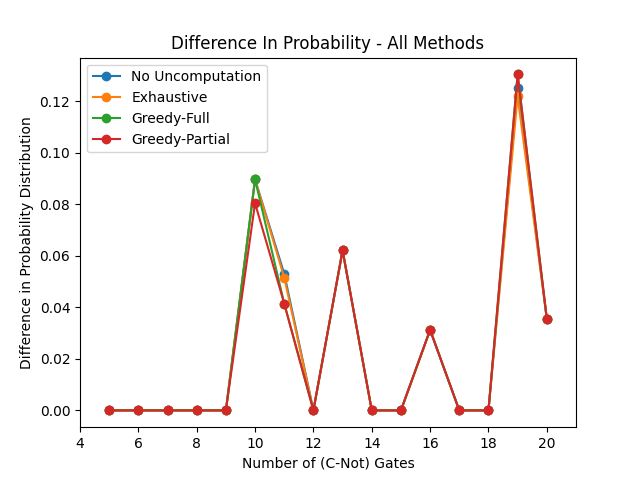 Difference In Probability - All Methods
No Uncomputation
Exhaustive
Greedy-Full
Greedy-Partial
Difference in Probability Distribution
0.12
0.10
0.08
0.06
0.04
0.02
0.00
4 6 8 10 12 14 16 18 20
Number of (C-Not) Gates